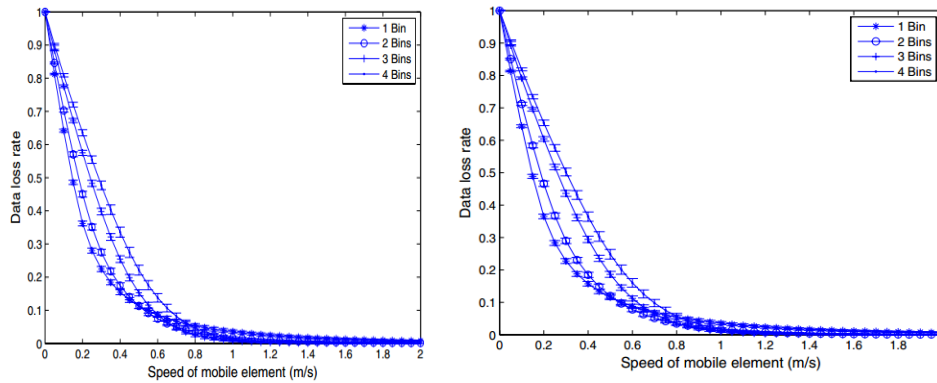 1
0.9
0.8
0.7
0.6
0.5
0.4
0.3
0.2
0.1
0
Data loss rate
1 Bin
2 Bins
3 Bins
4 Bins
0 0.2 0.4 0.6 0.8 1 1.2 1.4 1.6 1.8 2
Speed of mobile element (m/s)
1
0.9
0.8
0.7
0.6
0.5
0.4
0.3
0.2
0.1
0
Data loss rate
1 Bin
2 Bins
3 Bins
4 Bins
0 0.2 0.4 0.6 0.8 1 1.2 1.4 1.6 1.8
Speed of mobile element (m/s)